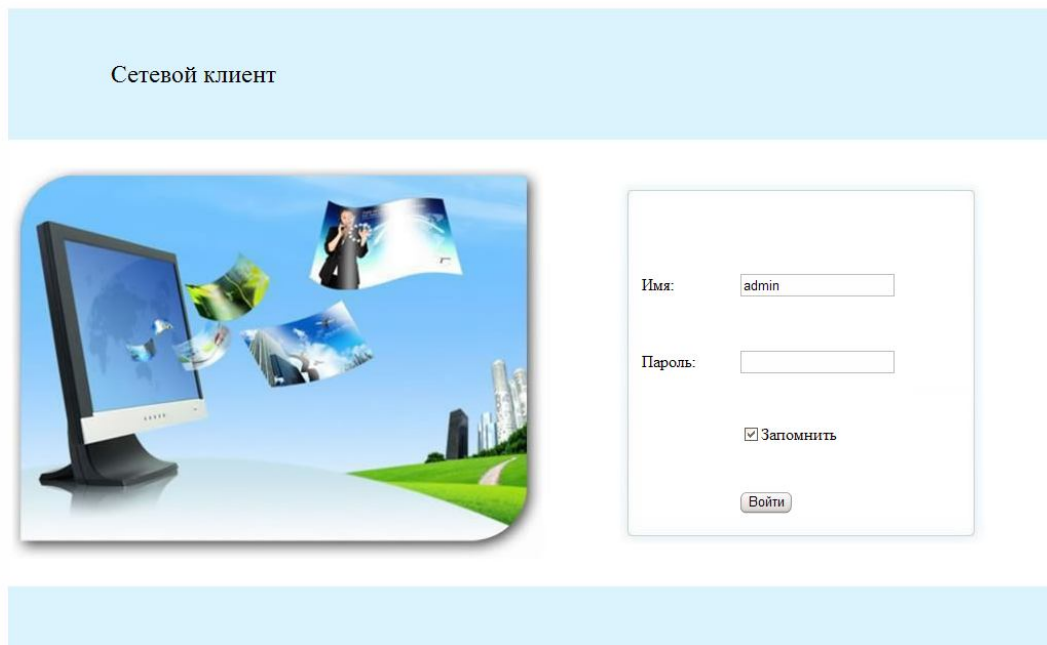 Сетевой клиент
Имя:
admin
Пароль:
Запомнить
Войти